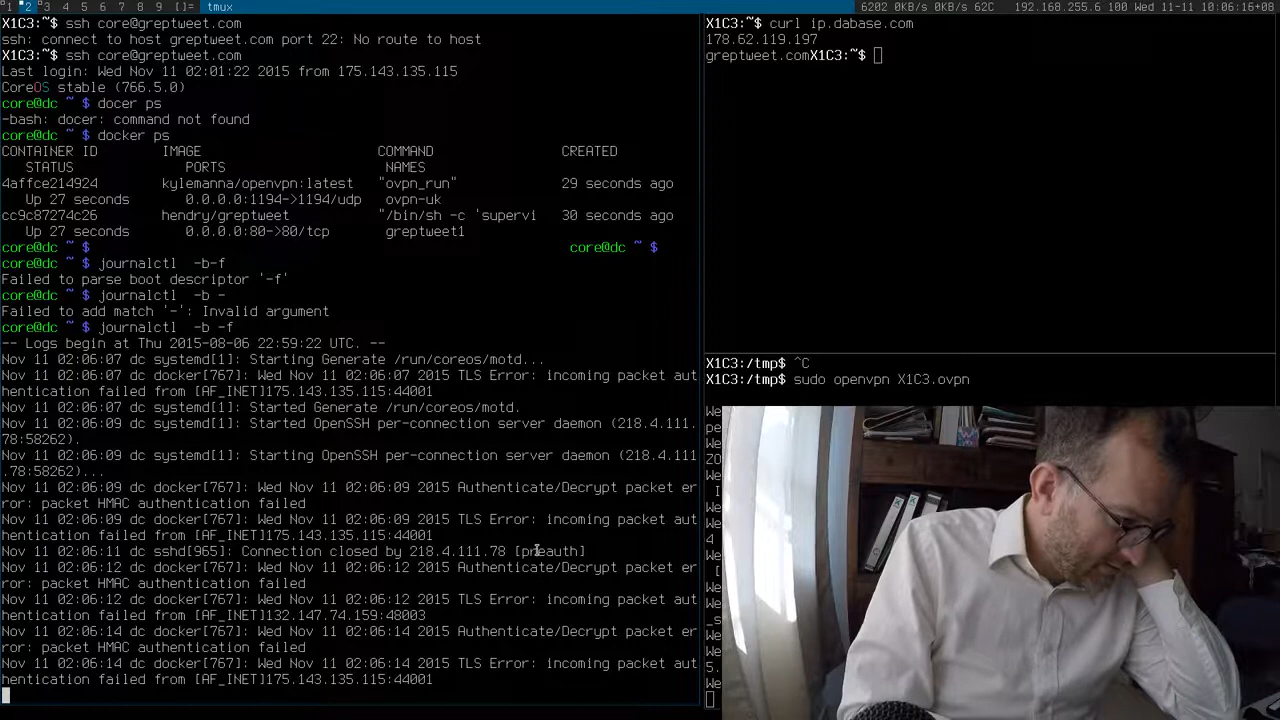 1 2 3 4 5 6 7 8 9 []= tmux 6202 0KB/s 0KB/s 62C 192.168.255.6 100 Wed 11-11 10:06:16+08
X1C3:~$ ssh core@greptweet.com
ssh: connect to host greptweet.com port 22: No route to host
X1C3:~$ ssh core@greptweet.com
Last login: Wed Nov 11 02:01:22 2015 from 175.143.135.115
CoreOS stable (766.5.0)
core@dc ~ $ docer ps
-bash: docer: command not found
core@dc ~ $ docker ps
CONTAINER ID IMAGE COMMAND CREATED
STATUS PORTS NAMES
4affce214924 kylemanna/openvpn:latest "ovpn_run" 29 seconds ago
Up 27 seconds 0.0.0.0:1194->1194/udp ovpn-uk
cc9c87274c26 hendry/greptweet "/bin/sh -c 'supervi 30 seconds ago
Up 27 seconds 0.0.0.0:80->80/tcp greptweet1
core@dc ~ $ core@dc ~ $
core@dc ~ $ journalctl -b-f
Failed to parse boot descriptor '-f'
core@dc ~ $ journalctl -b -
Failed to add match '-': Invalid argument
core@dc ~ $ journalctl -b -f
-- Logs begin at Thu 2015-08-06 22:59:22 UTC. --
Nov 11 02:06:07 dc systemd[1]: Starting Generate /run/coreos/motd...
Nov 11 02:06:07 dc docker[767]: Wed Nov 11 02:06:07 2015 TLS Error: incoming packet aut
hentication failed from [AF_INET]175.143.135.115:44001
Nov 11 02:06:07 dc systemd[1]: Started Generate /run/coreos/motd.
Nov 11 02:06:09 dc systemd[1]: Started OpenSSH per-connection server daemon (218.4.111.
78:58262).
Nov 11 02:06:09 dc systemd[1]: Starting OpenSSH per-connection server daemon (218.4.111
.78:58262)...
Nov 11 02:06:09 dc docker[767]: Wed Nov 11 02:06:09 2015 Authenticate/Decrypt packet er
ror: packet HMAC authentication failed
Nov 11 02:06:09 dc docker[767]: Wed Nov 11 02:06:09 2015 TLS Error: incoming packet aut
hentication failed from [AF_INET]175.143.135.115:44001
Nov 11 02:06:11 dc sshd[965]: Connection closed by 218.4.111.78 [preauth]
Nov 11 02:06:12 dc docker[767]: Wed Nov 11 02:06:12 2015 Authenticate/Decrypt packet er
ror: packet HMAC authentication failed
Nov 11 02:06:12 dc docker[767]: Wed Nov 11 02:06:12 2015 TLS Error: incoming packet aut
hentication failed from [AF_INET]132.147.74.159:48003
Nov 11 02:06:14 dc docker[767]: Wed Nov 11 02:06:14 2015 Authenticate/Decrypt packet er
ror: packet HMAC authentication failed
Nov 11 02:06:14 dc docker[767]: Wed Nov 11 02:06:14 2015 TLS Error: incoming packet aut
hentication failed from [AF_INET]175.143.135.115:44001
X1C3:~$ curl ip.dabase.com
178.62.119.197
greptweet.comX1C3:~$
X1C3:/tmp$ ^C
X1C3:/tmp$ sudo openvpn X1C3.ovpn